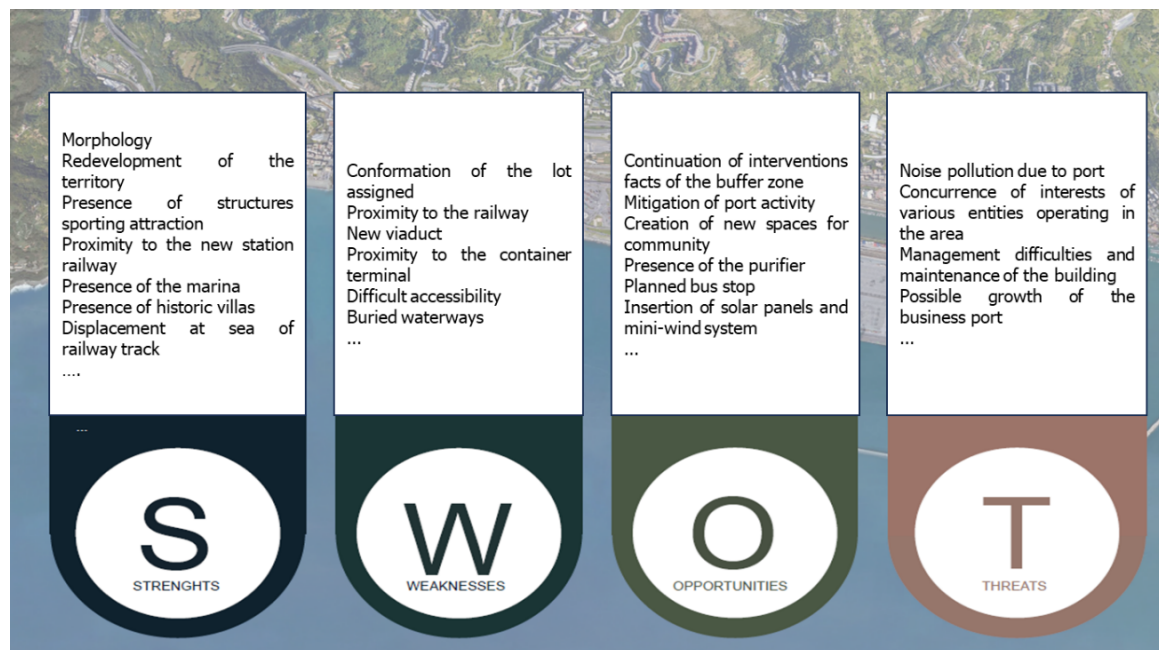 Morphology
Redevelopment of the
territory
Presence of structures
sporting attraction
Proximity to the new station
railway
Presence of the marina
Presence of historic villas
Displacement at sea of
railway track
....
...
S
STRENGHTS
Conformation of the lot
assigned
Proximity to the railway
New viaduct
Proximity to the container
terminal
Difficult accessibility
Buried waterways
...
W
WEAKNESSES
Continuation of interventions
facts of the buffer zone
Mitigation of port activity
Creation of new spaces for
community
Presence of the purifier
Planned bus stop
Insertion of solar panels and
mini-wind system
...
O
OPPORTUNITIES
Noise pollution due to port
Concurrence of interests of
various entities operating in
the area
Management difficulties and
maintenance of the building
Possible growth of the
business port
...
T
THREATS